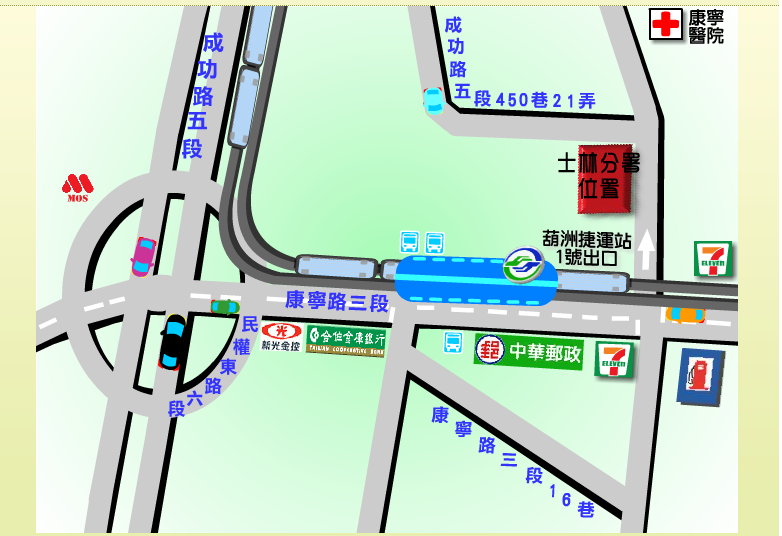 成功路五段
成功路五段450巷21弄
康寧
醫院
士林分署
位置
MOS
葫洲捷運站
1號出口
7
ELEVEN
康寧路三段
民權東路六段
新光金控
合作金庫銀行
TAIWAN COOPERATIVE BANK
郵
中華郵政
7
ELEVEN
康寧路三段16巷